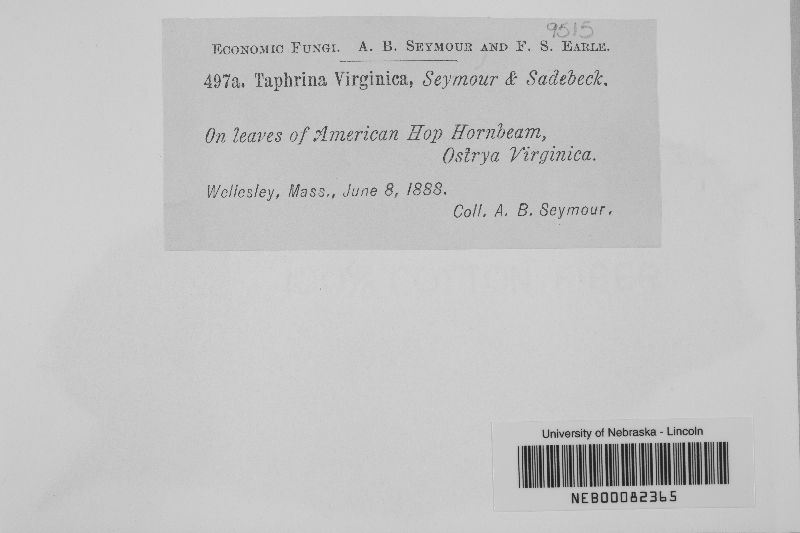 9515
Economic Fungi. A. B. Seymour and F. S. Earle.
497a. Taphrina Virginica, Seymour & Sadebeck.
On leaves of American Hop Hornbeam,
Ostrya Virginica.
Wellesley, Mass., June 8, 1888.
Coll. A. B. Seymour.
University of Nebraska - Lincoln
NEB00082365